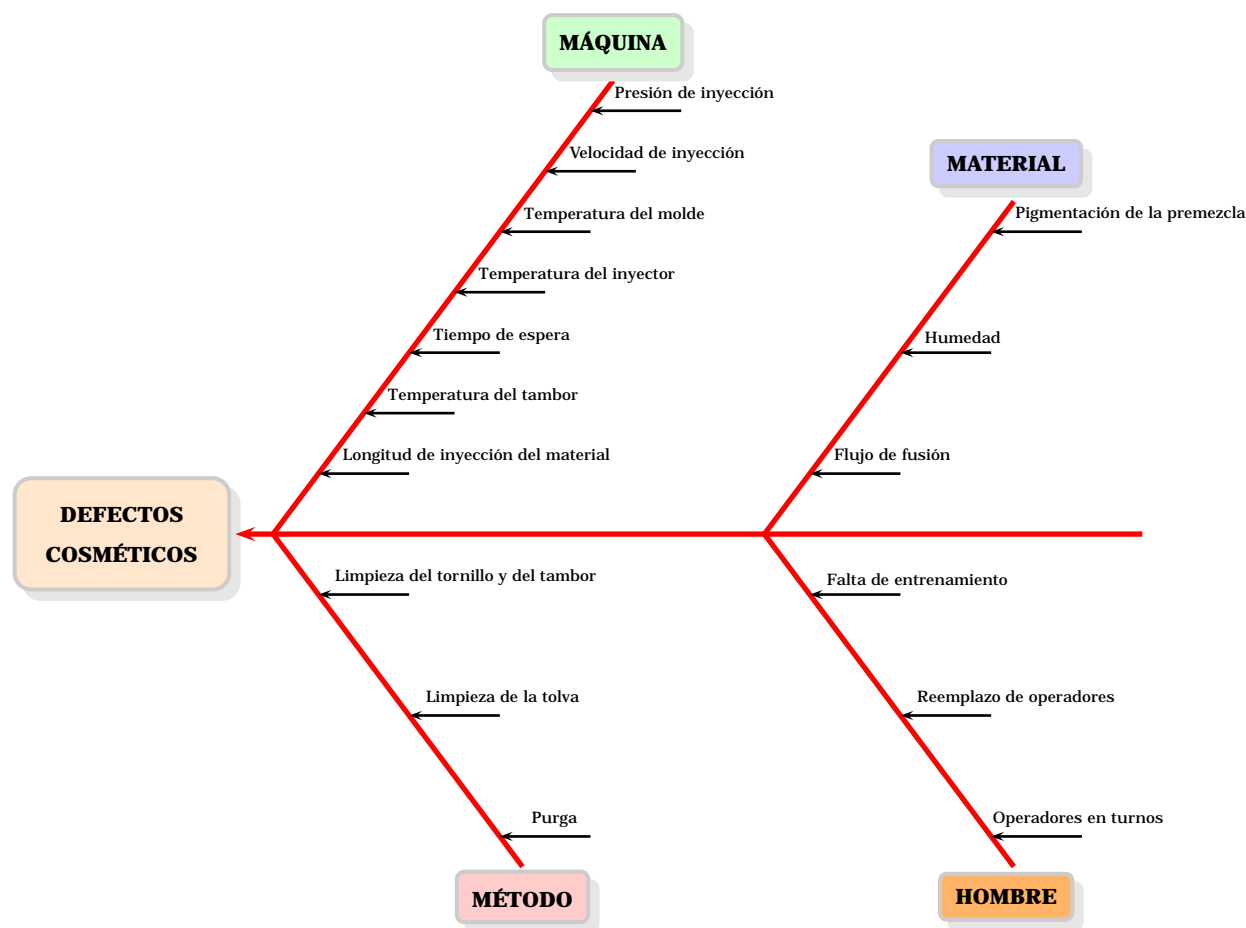 MÁQUINA
Presión de inyección
Velocidad de inyección
Temperatura del molde
Temperatura del inyector
Tiempo de espera
Temperatura del tambor
Longitud de inyección del material
MATERIAL
Pigmentación de la premezcla
Humedad
Flujo de fusión
DEFECTOS
COSMÉTICOS
Limpieza del tornillo y del tambor
Limpieza de la tolva
Purga
MÉTODO
Falta de entrenamiento
Reemplazo de operadores
Operadores en turnos
HOMBRE